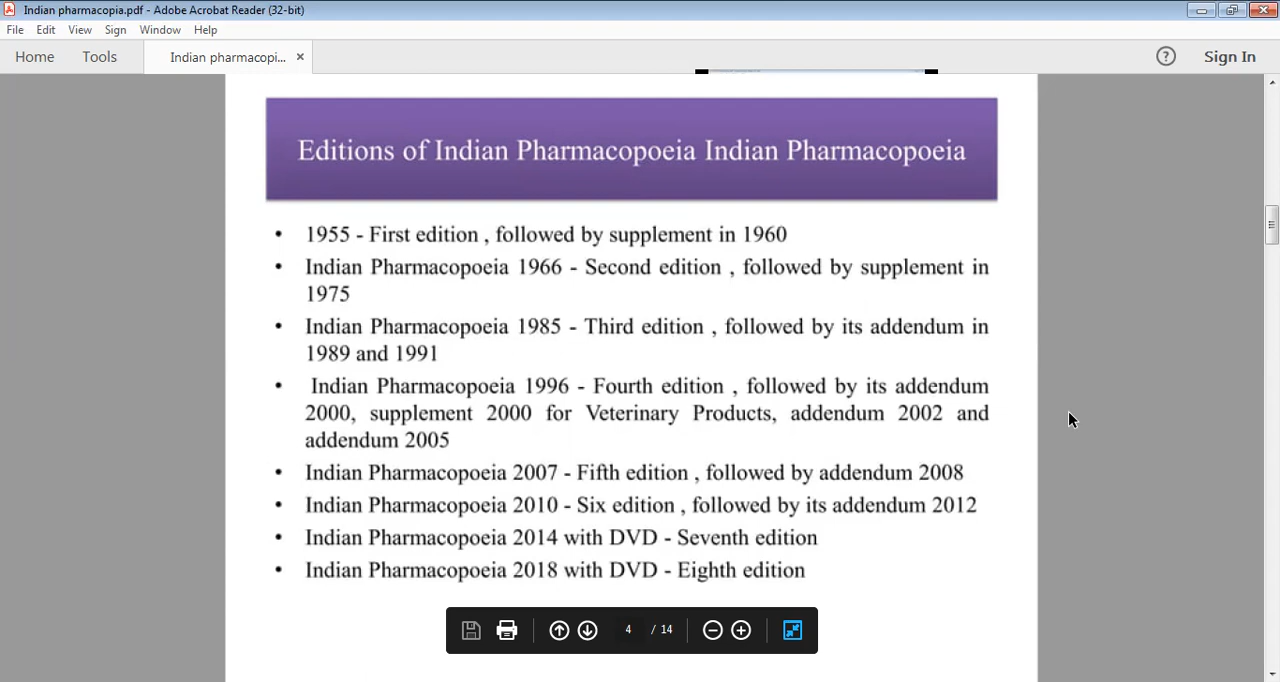 Indian pharmacopia.pdf - Adobe Acrobat Reader (32-bit)
File Edit View Sign Window Help
Home Tools Indian pharmacopi... × ? Sign In
Editions of Indian Pharmacopoeia Indian Pharmacopoeia
• 1955 - First edition , followed by supplement in 1960
• Indian Pharmacopoeia 1966 - Second edition , followed by supplement in
1975
• Indian Pharmacopoeia 1985 - Third edition , followed by its addendum in
1989 and 1991
• Indian Pharmacopoeia 1996 - Fourth edition , followed by its addendum
2000, supplement 2000 for Veterinary Products, addendum 2002 and
addendum 2005
• Indian Pharmacopoeia 2007 - Fifth edition , followed by addendum 2008
• Indian Pharmacopoeia 2010 - Six edition , followed by its addendum 2012
• Indian Pharmacopoeia 2014 with DVD - Seventh edition
• Indian Pharmacopoeia 2018 with DVD - Eighth edition
4 / 14